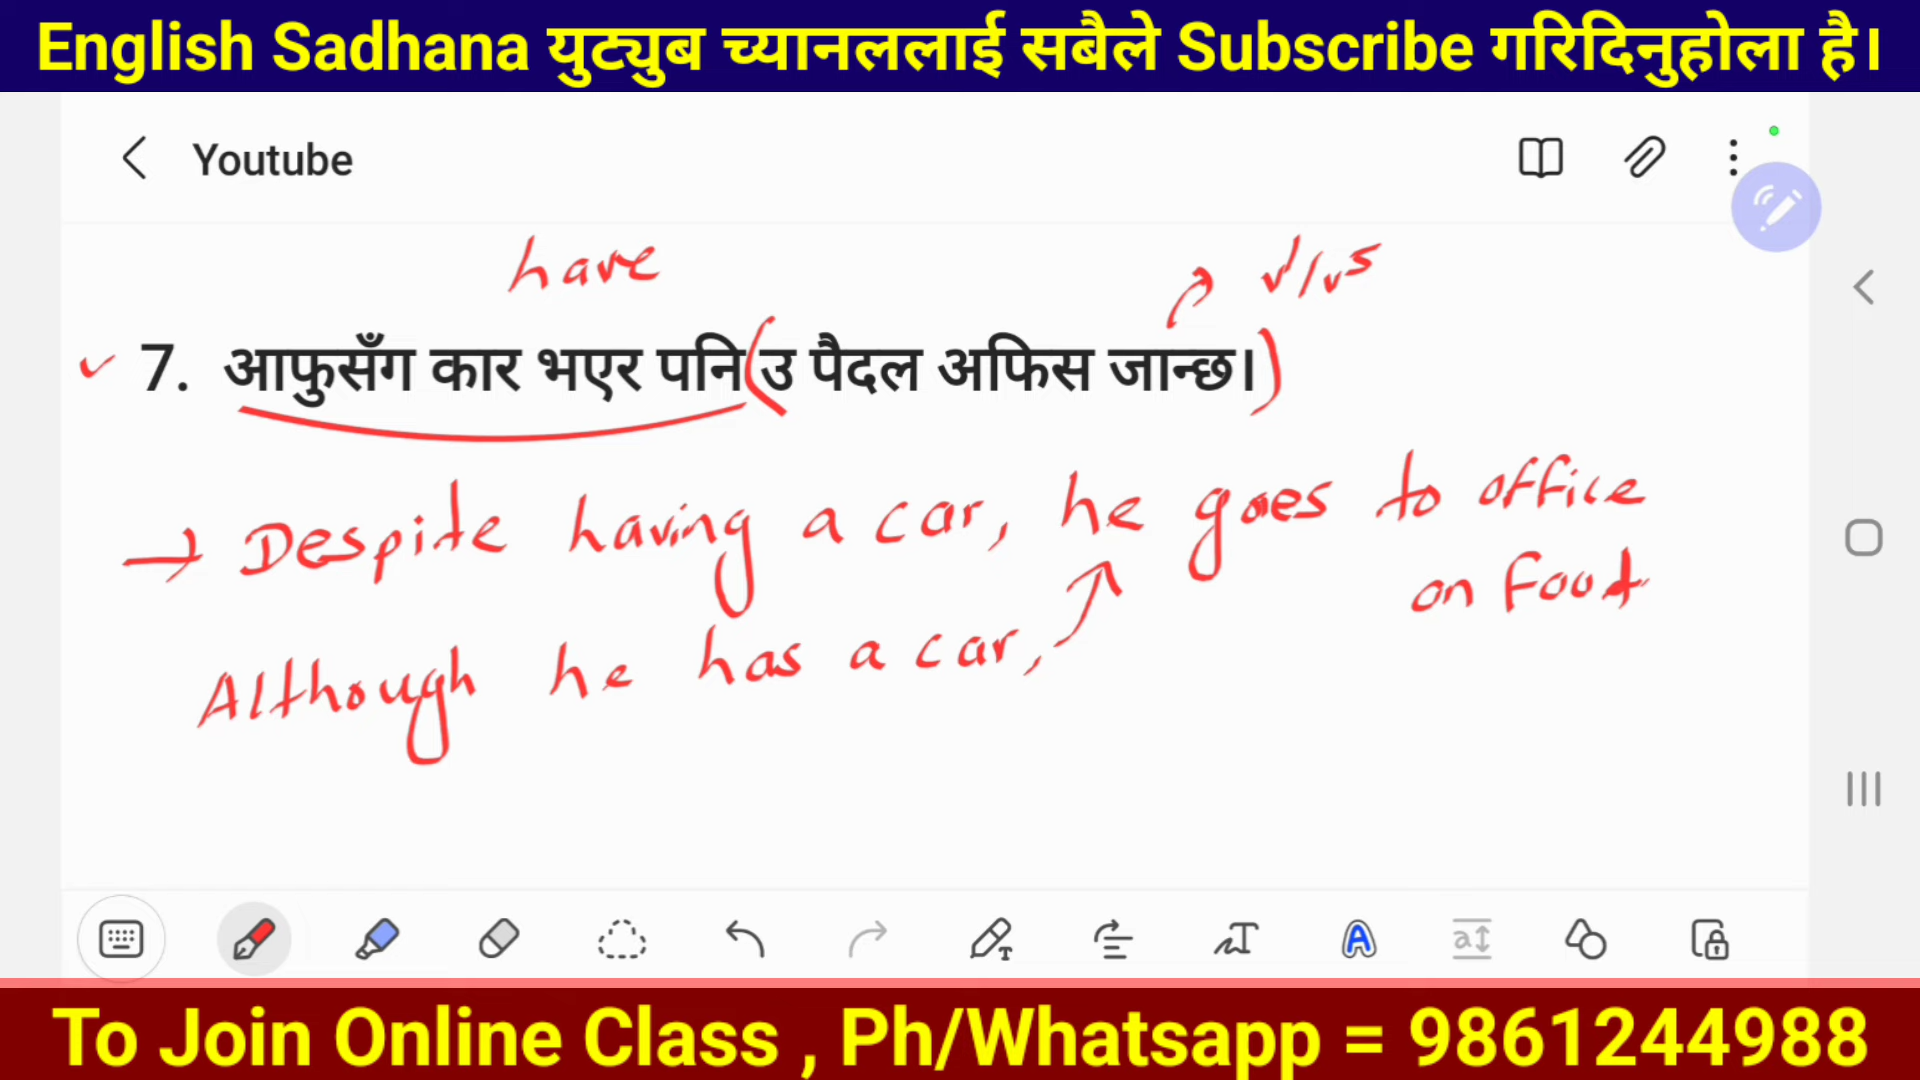 English Sadhana युट्युब च्यानललाई सबैले Subscribe गरिदिनुहोला है।
Youtube
have v1/v5
7. आफुसँग कार भएर पनि(उ पैदल अफिस जान्छ।)
→ Despite having a car, he goes to office
on foot
Although he has a car,
To Join Online Class , Ph/Whatsapp = 9861244988